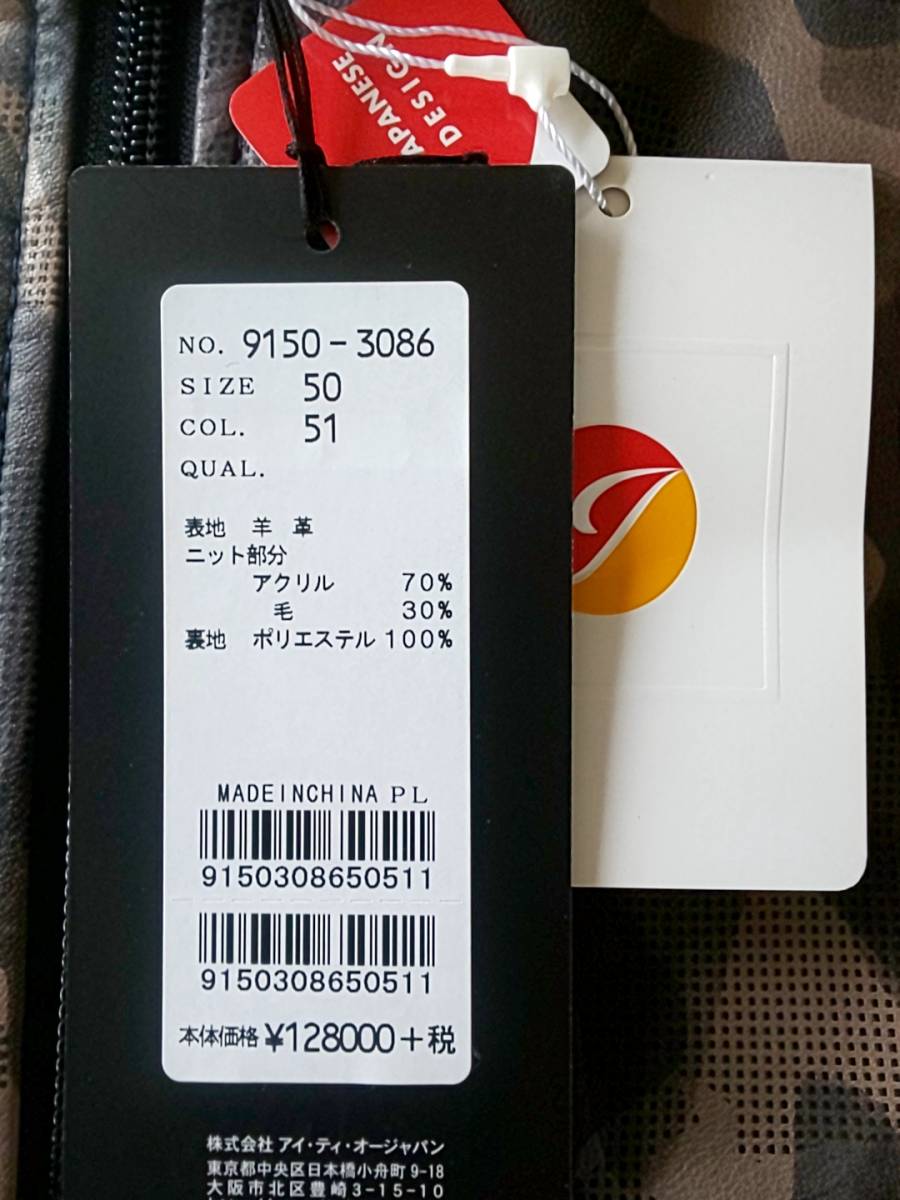 JAPANESE
DESIGN
NO. 9150-3086
SIZE 50
COL. 51
QUAL.
表地 羊 革
ニット部分
アクリル 70%
毛 30%
裏地 ポリエステル 100%
MADEINCHINA PL
9150308650511
9150308650511
本体価格 ¥128000+税
株式会社 アイ・ティ・オージャパン
東京都中央区日本橋小舟町9-18
大阪市北区豊崎3-15-10